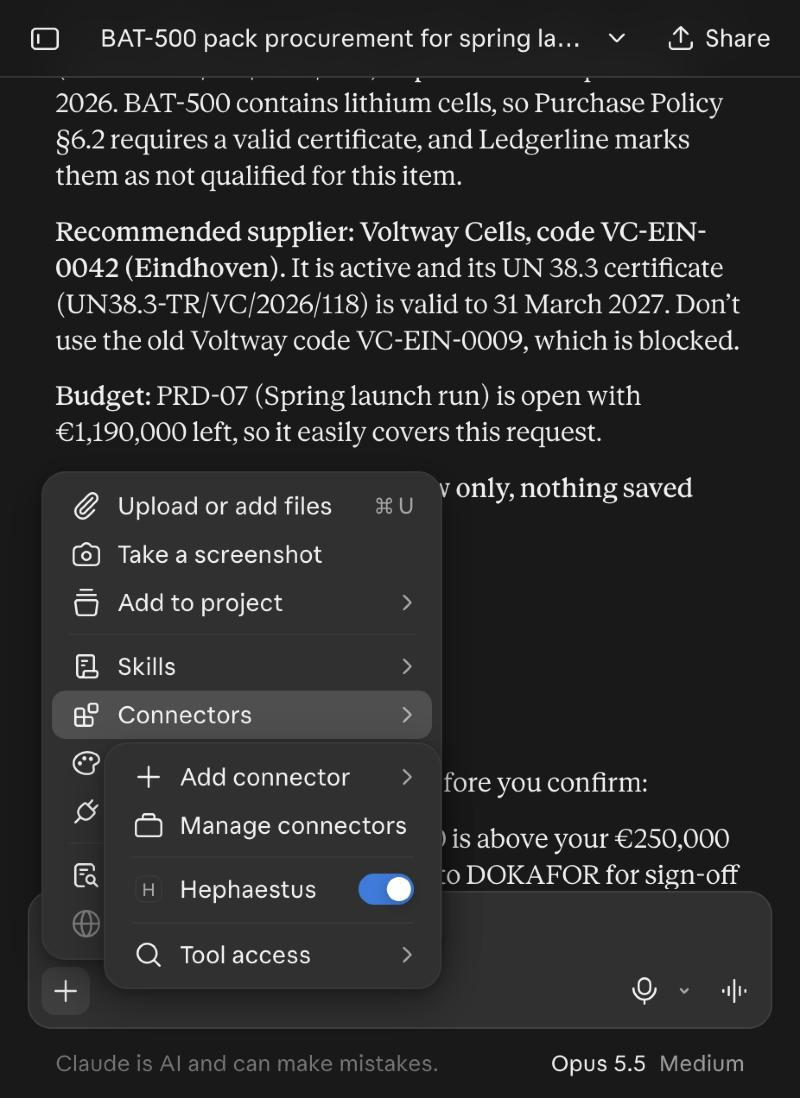 BAT-500 pack procurement for spring la...
Share
2026. BAT-500 contains lithium cells, so Purchase Policy
§6.2 requires a valid certificate, and Ledgerline marks
them as not qualified for this item.
Recommended supplier: Voltway Cells, code VC-EIN-
0042 (Eindhoven). It is active and its UN 38.3 certificate
(UN38.3-TR/VC/2026/118) is valid to 31 March 2027. Don’t
use the old Voltway code VC-EIN-0009, which is blocked.
Budget: PRD-07 (Spring launch run) is open with
€1,190,000 left, so it easily covers this request.
only, nothing saved
Upload or add files ⌘U
Take a screenshot
Add to project
Skills
Connectors
Add connector
Manage connectors
H Hephaestus
Tool access
fore you confirm:
is above your €250,000
to DOKAFOR for sign-off
Claude is AI and can make mistakes.
Opus 5.5 Medium